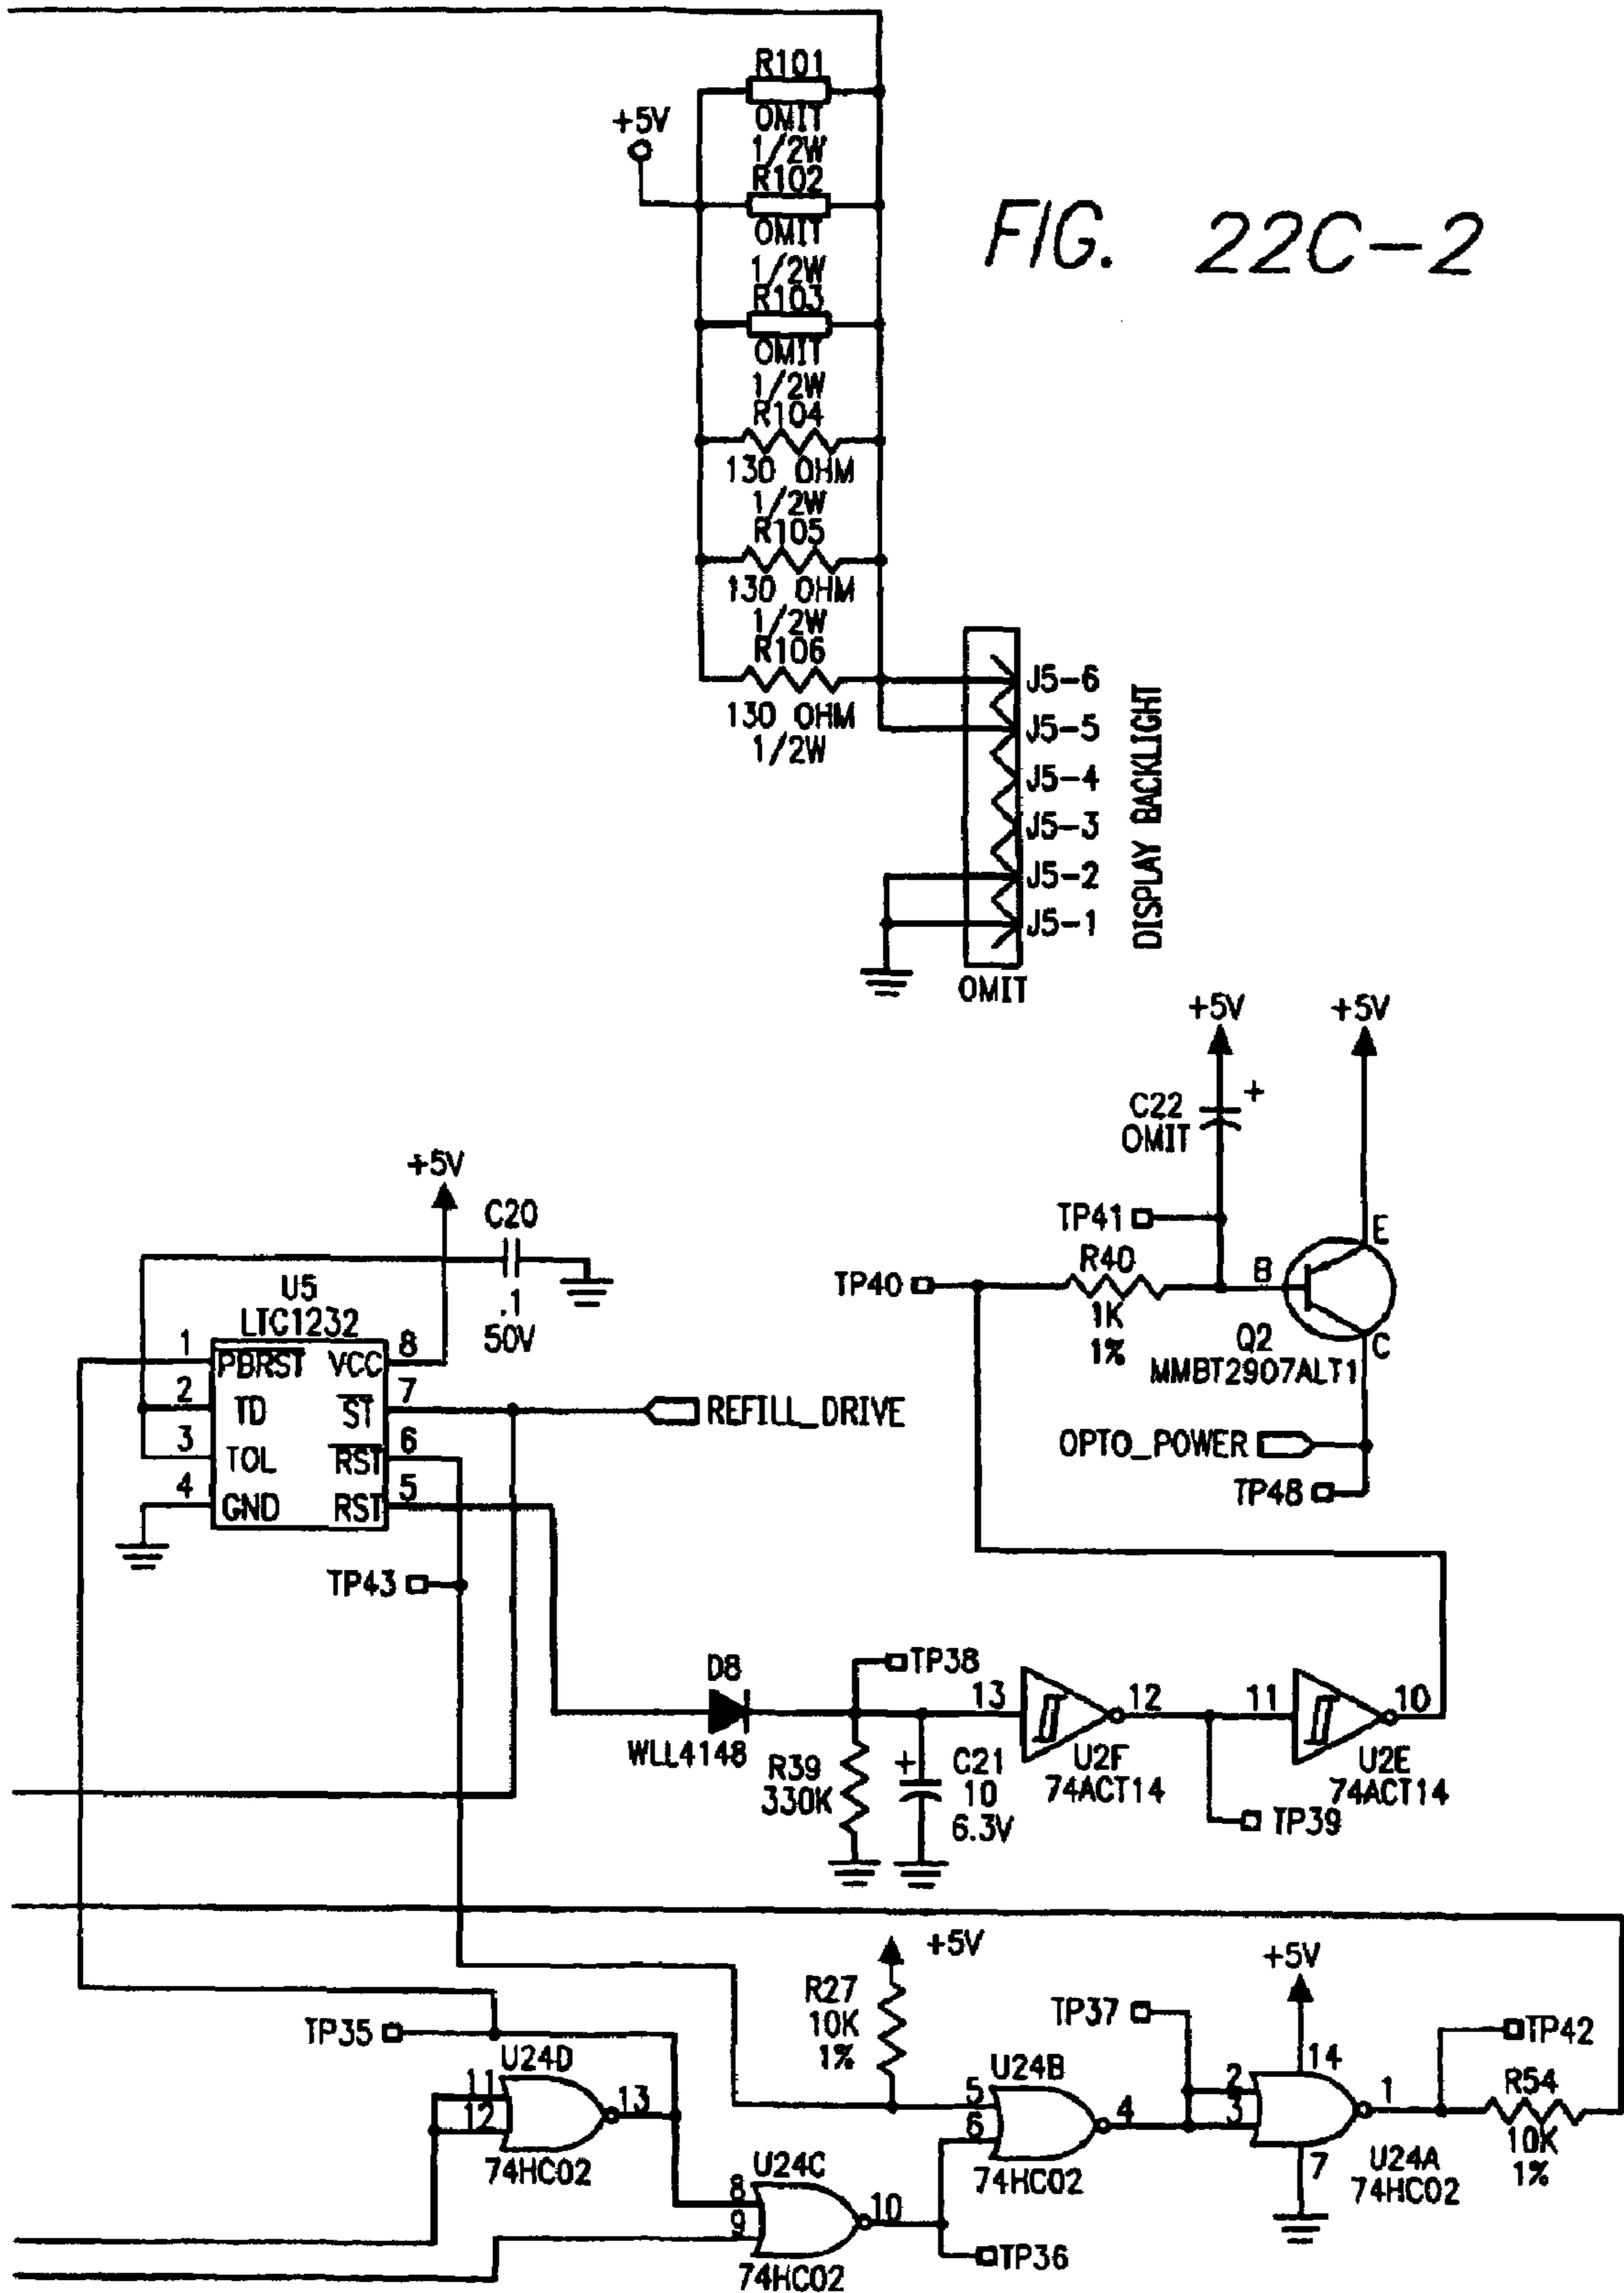 R101
OMIT
1/2W
+5V
R102
OMIT
1/2W
FIG. 22C-2
R103
OMIT
1/2W
R104
130 OHM
1/2W
R105
130 OHM
1/2W
R106
130 OHM
1/2W
J5-6
J5-5
J5-4
J5-3
J5-2
J5-1
DISPLAY BACKLIGHT
OMIT
+5V
+5V
C22
OMIT
+
TP41
E
R40
TP40
B
1K
1%
Q2
MMBT2907ALT1
C
OPTO_POWER
TP48
+5V
C20
.1
50V
U5
LTC1232
1 PBRST VCC 8
2 TD ST 7
3 TOL RST 6
4 GND RST 5
REFILL_DRIVE
TP43
D8
WLL4148
TP38
R39
330K
+
C21
10
6.3V
13
12
U2F
74ACT14
11
10
U2E
74ACT14
TP39
+5V
R27
10K
1%
TP35
U24D
11
12
13
74HC02
U24C
8
9
10
74HC02
TP36
U24B
5
6
4
74HC02
TP37
+5V
14
2
3
1
7
U24A
74HC02
TP42
R54
10K
1%